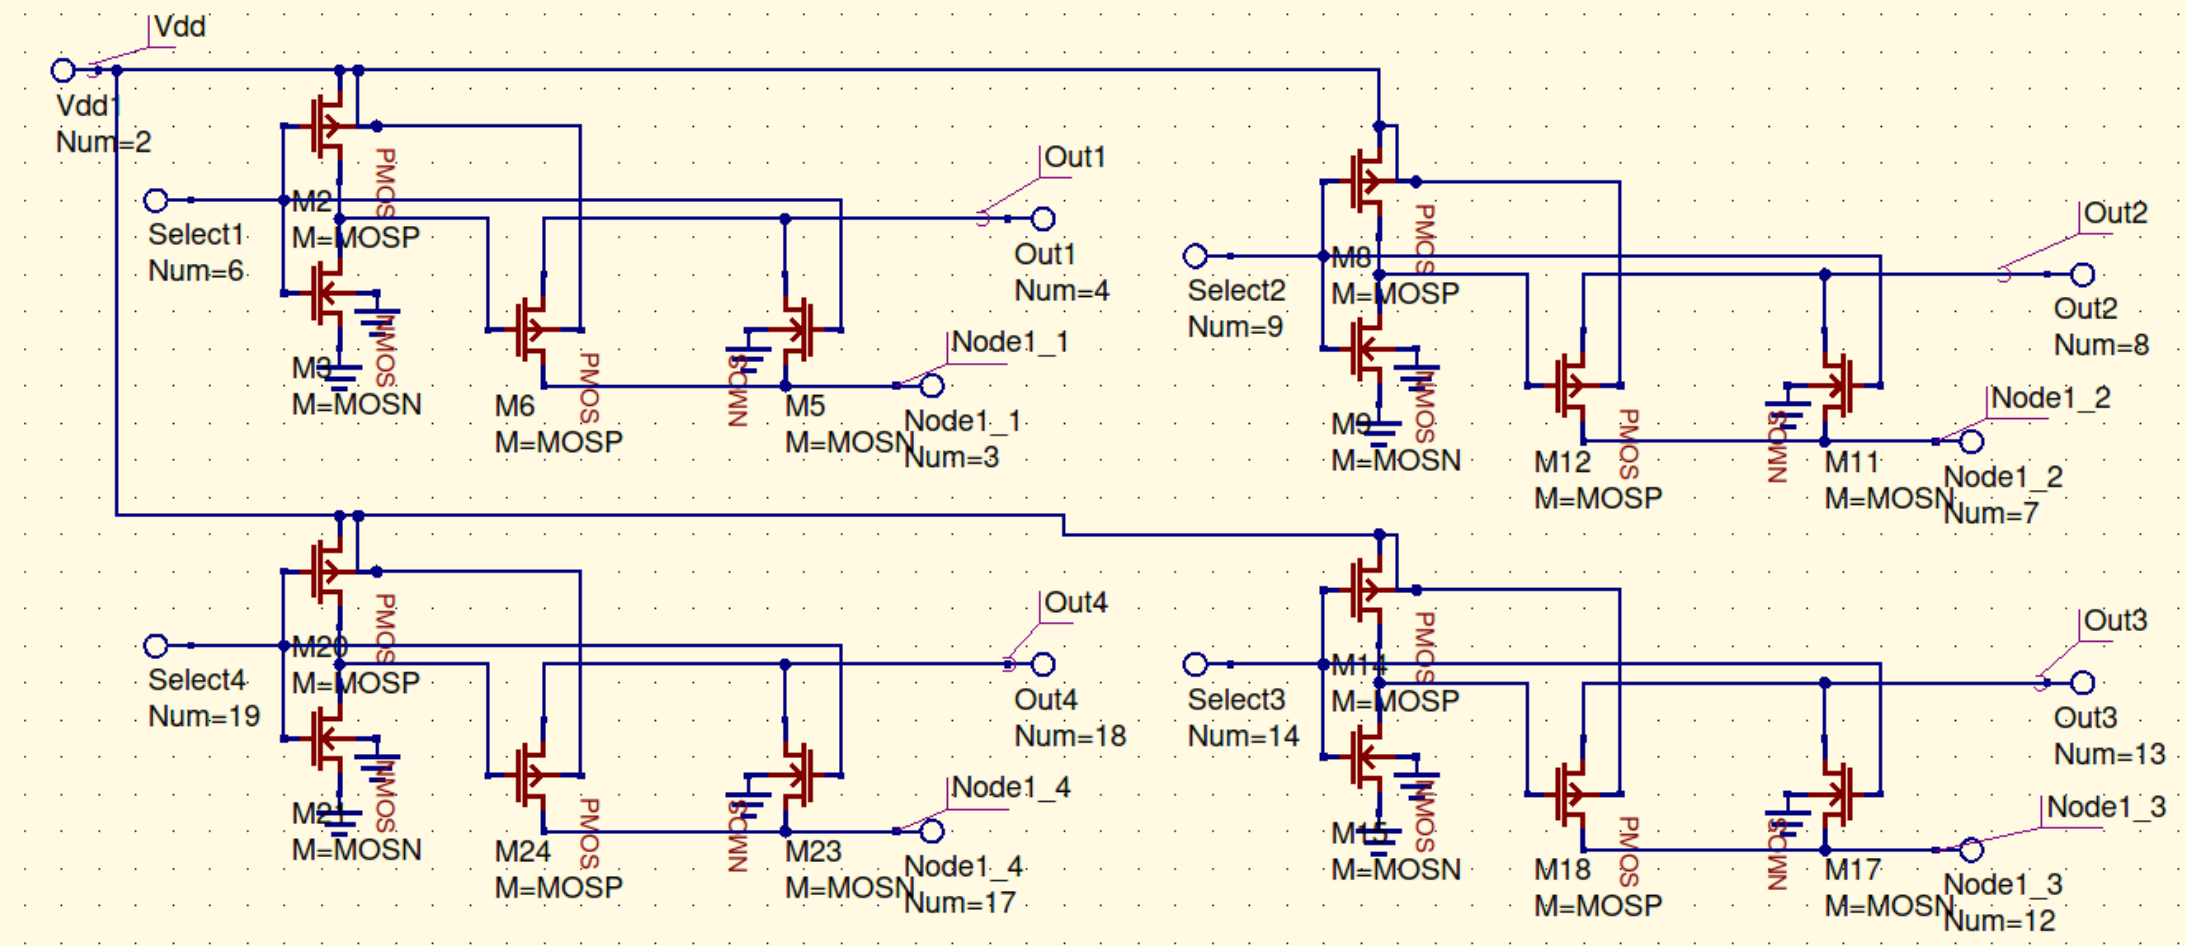 Vdd
Vdd1
Num=2
PMOS
Select1
Num=6
M2
M=MOSP
NMOS
M3
M=MOSN
PMOS
M6
M=MOSP
NMOS
M5
M=MOSN
Out1
Out1
Num=4
Node1_1
Node1_1
Num=3
PMOS
Select2
Num=9
M8
M=MOSP
NMOS
M9
M=MOSN
PMOS
M12
M=MOSP
NMOS
M11
M=MOSN
Out2
Out2
Num=8
Node1_2
Node1_2
Num=7
PMOS
Select4
Num=19
M20
M=MOSP
NMOS
M21
M=MOSN
PMOS
M24
M=MOSP
NMOS
M23
M=MOSN
Out4
Out4
Num=18
Node1_4
Node1_4
Num=17
PMOS
Select3
Num=14
M14
M=MOSP
NMOS
M15
M=MOSN
PMOS
M18
M=MOSP
NMOS
M17
M=MOSN
Out3
Out3
Num=13
Node1_3
Node1_3
Num=12